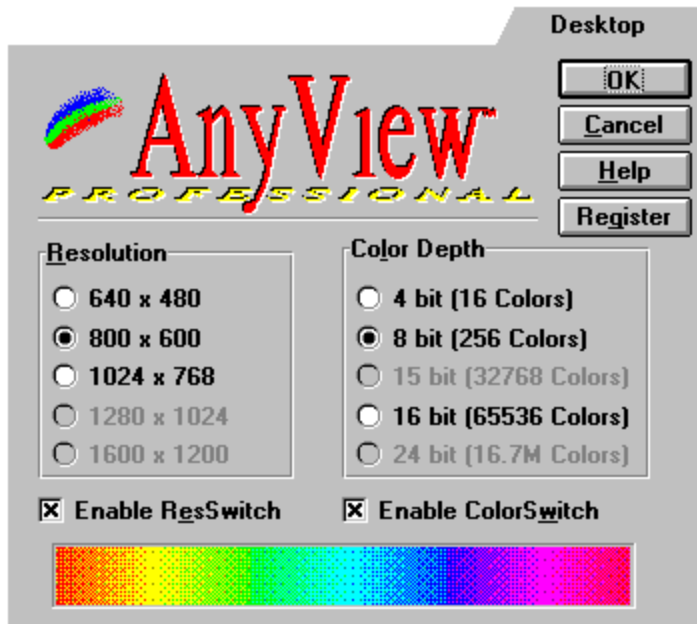 Desktop
AnyView™
PROFESSIONAL
OK
Cancel
Help
Register
Resolution
640 x 480
800 x 600
1024 x 768
1280 x 1024
1600 x 1200
Color Depth
4 bit (16 Colors)
8 bit (256 Colors)
15 bit (32768 Colors)
16 bit (65536 Colors)
24 bit (16.7M Colors)
Enable ResSwitch
Enable ColorSwitch